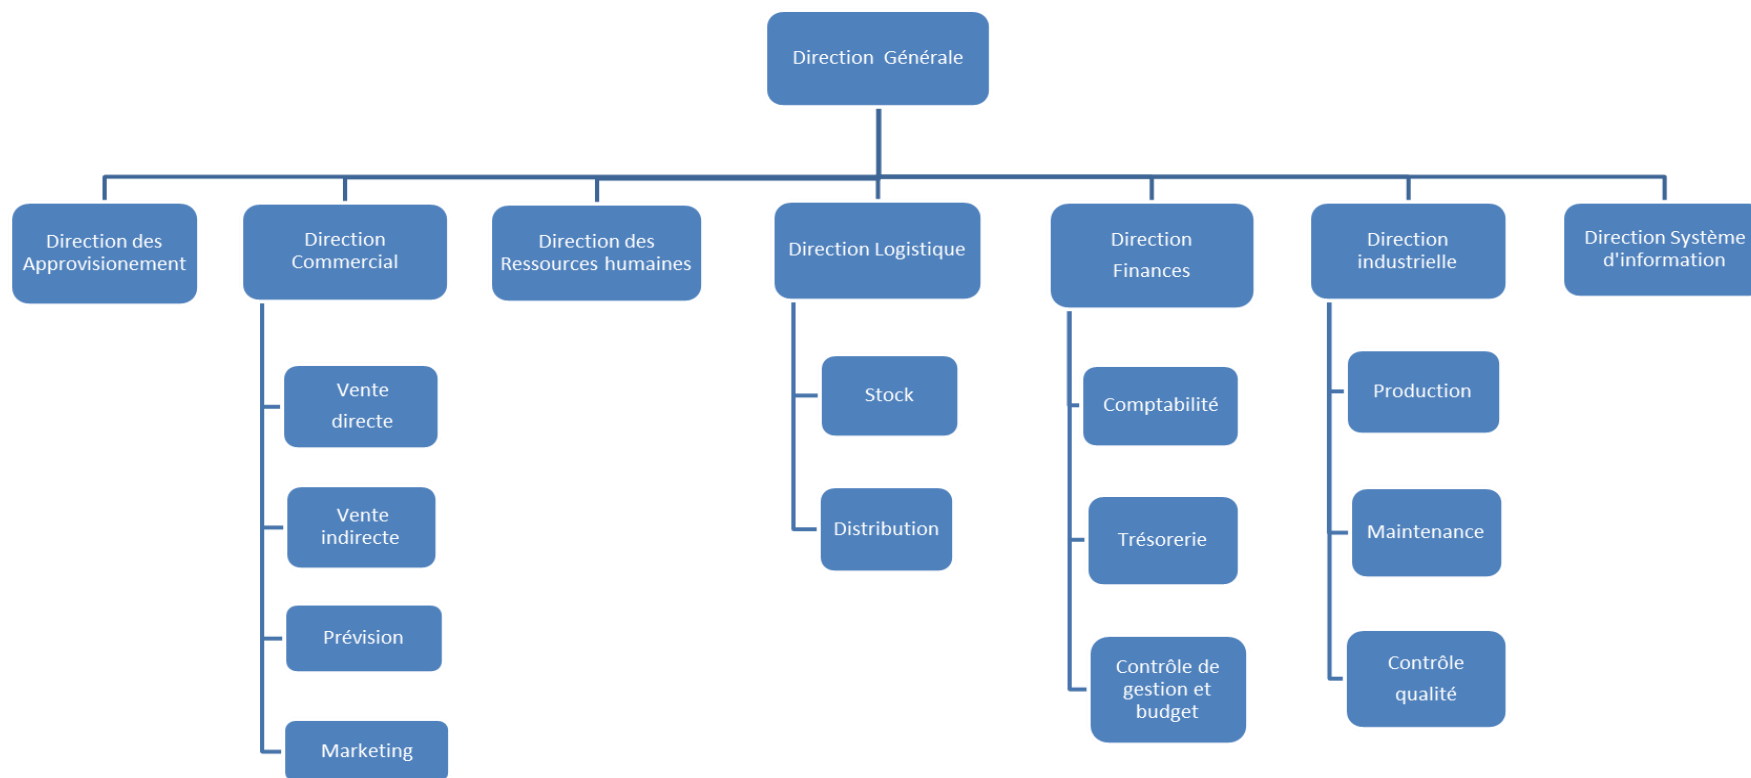 Direction  Générale
Direction des
Approvisionement
Direction
Commercial
Direction des
Ressources humaines
Direction Logistique
Direction
Finances
Direction
industrielle
Direction Système
d'information
Vente
directe
Vente
indirecte
Prévision
Marketing
Stock
Distribution
Comptabilité
Trésorerie
Contrôle de
gestion et
budget
Production
Maintenance
Contrôle
qualité